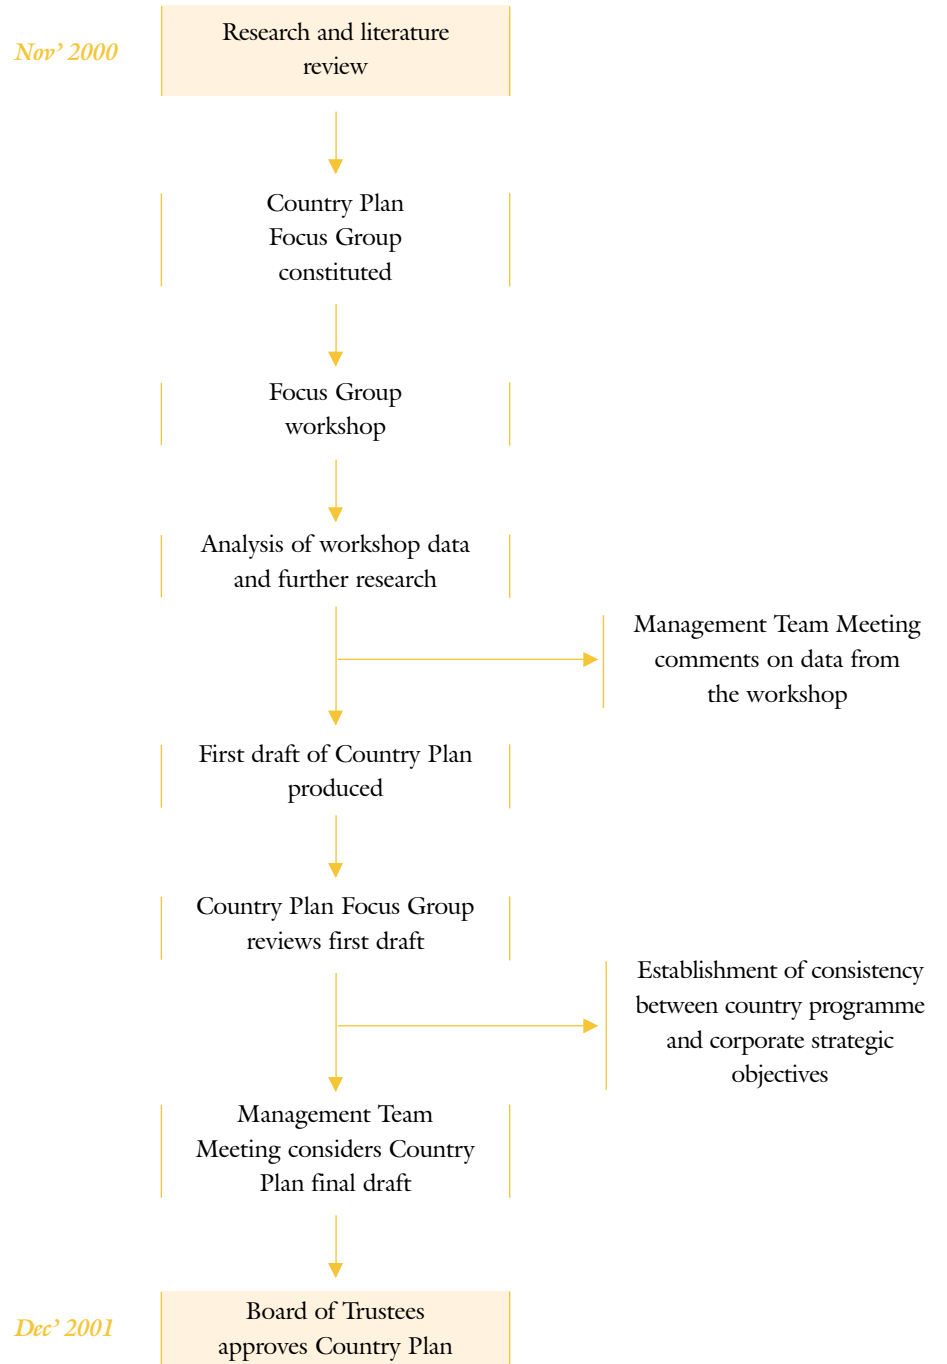 Nov’ 2000
Research and literature
review
Country Plan
Focus Group
constituted
Focus Group
workshop
Analysis of workshop data
and further research
Management Team Meeting
comments on data from
the workshop
First draft of Country Plan
produced
Country Plan Focus Group
reviews first draft
Establishment of consistency
between country programme
and corporate strategic
objectives
Management Team
Meeting considers Country
Plan final draft
Dec’ 2001
Board of Trustees
approves Country Plan